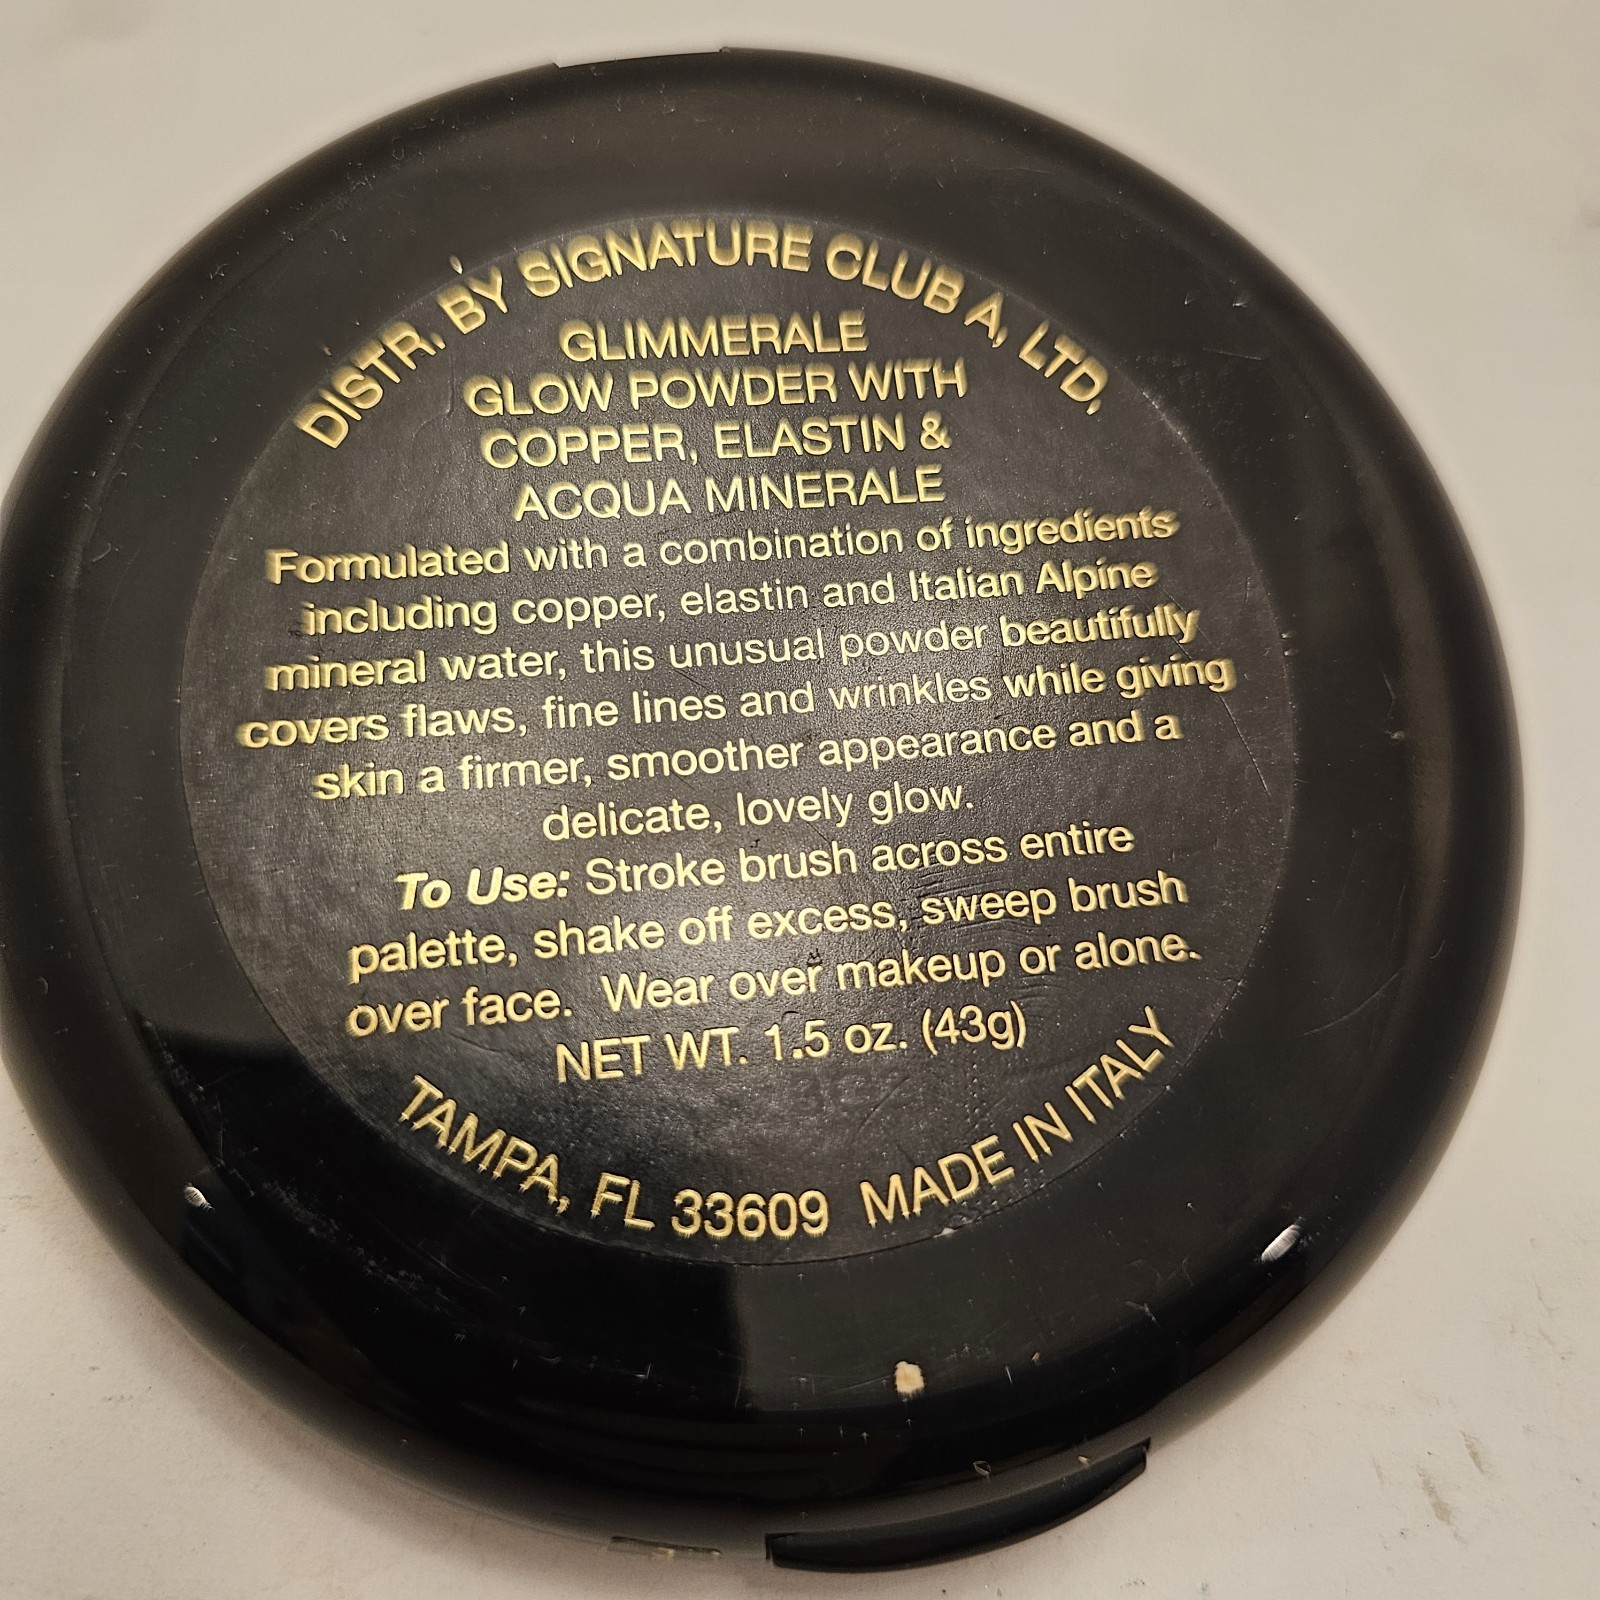 DISTR. BY SIGNATURE CLUB A, LTD.
GLIMMERALE
GLOW POWDER WITH
COPPER, ELASTIN &
ACQUA MINERALE
Formulated with a combination of ingredients
including copper, elastin and Italian Alpine
mineral water, this unusual powder beautifully
covers flaws, fine lines and wrinkles while giving
skin a firmer, smoother appearance and a
delicate, lovely glow.
To Use: Stroke brush across entire
palette, shake off excess, sweep brush
over face. Wear over makeup or alone.
NET WT. 1.5 oz. (43g)
TAMPA, FL 33609 MADE IN ITALY